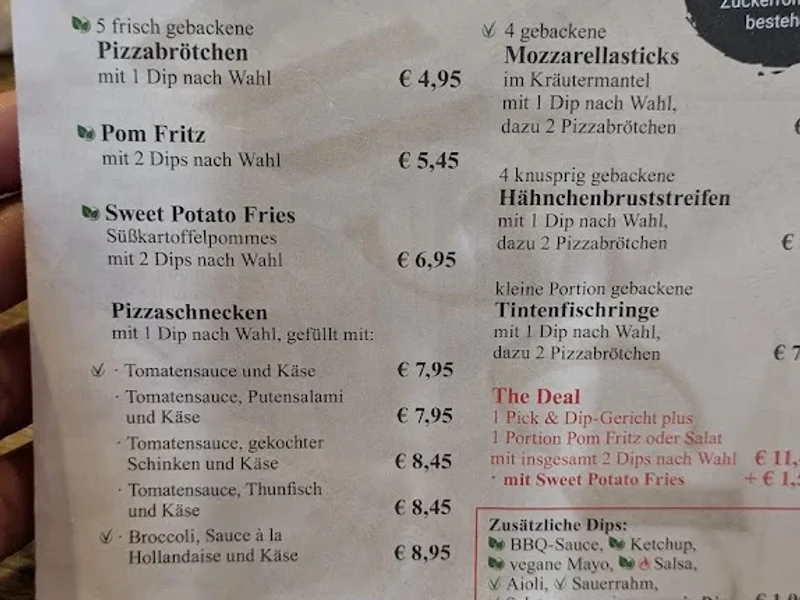 5 frisch gebackene
Pizzabrötchen
mit 1 Dip nach Wahl € 4,95
Pom Fritz
mit 2 Dips nach Wahl € 5,45
Sweet Potato Fries
Süßkartoffelpommes
mit 2 Dips nach Wahl € 6,95
Pizzaschnecken
mit 1 Dip nach Wahl, gefüllt mit:
· Tomatensauce und Käse € 7,95
· Tomatensauce, Putensalami
und Käse € 7,95
· Tomatensauce, gekochter
Schinken und Käse € 8,45
· Tomatensauce, Thunfisch
und Käse € 8,45
· Broccoli, Sauce à la
Hollandaise und Käse € 8,95
besteh
4 gebackene
Mozzarellasticks
im Kräutermantel
mit 1 Dip nach Wahl,
dazu 2 Pizzabrötchen €
4 knusprig gebackene
Hähnchenbruststreifen
mit 1 Dip nach Wahl,
dazu 2 Pizzabrötchen €
kleine Portion gebackene
Tintenfischringe
mit 1 Dip nach Wahl,
dazu 2 Pizzabrötchen € 7
The Deal
1 Pick & Dip-Gericht plus
1 Portion Pom Fritz oder Salat
mit insgesamt 2 Dips nach Wahl € 11,
· mit Sweet Potato Fries + € 1,
Zusätzliche Dips:
BBQ-Sauce, Ketchup,
vegane Mayo, Salsa,
Aioli, Sauerrahm,